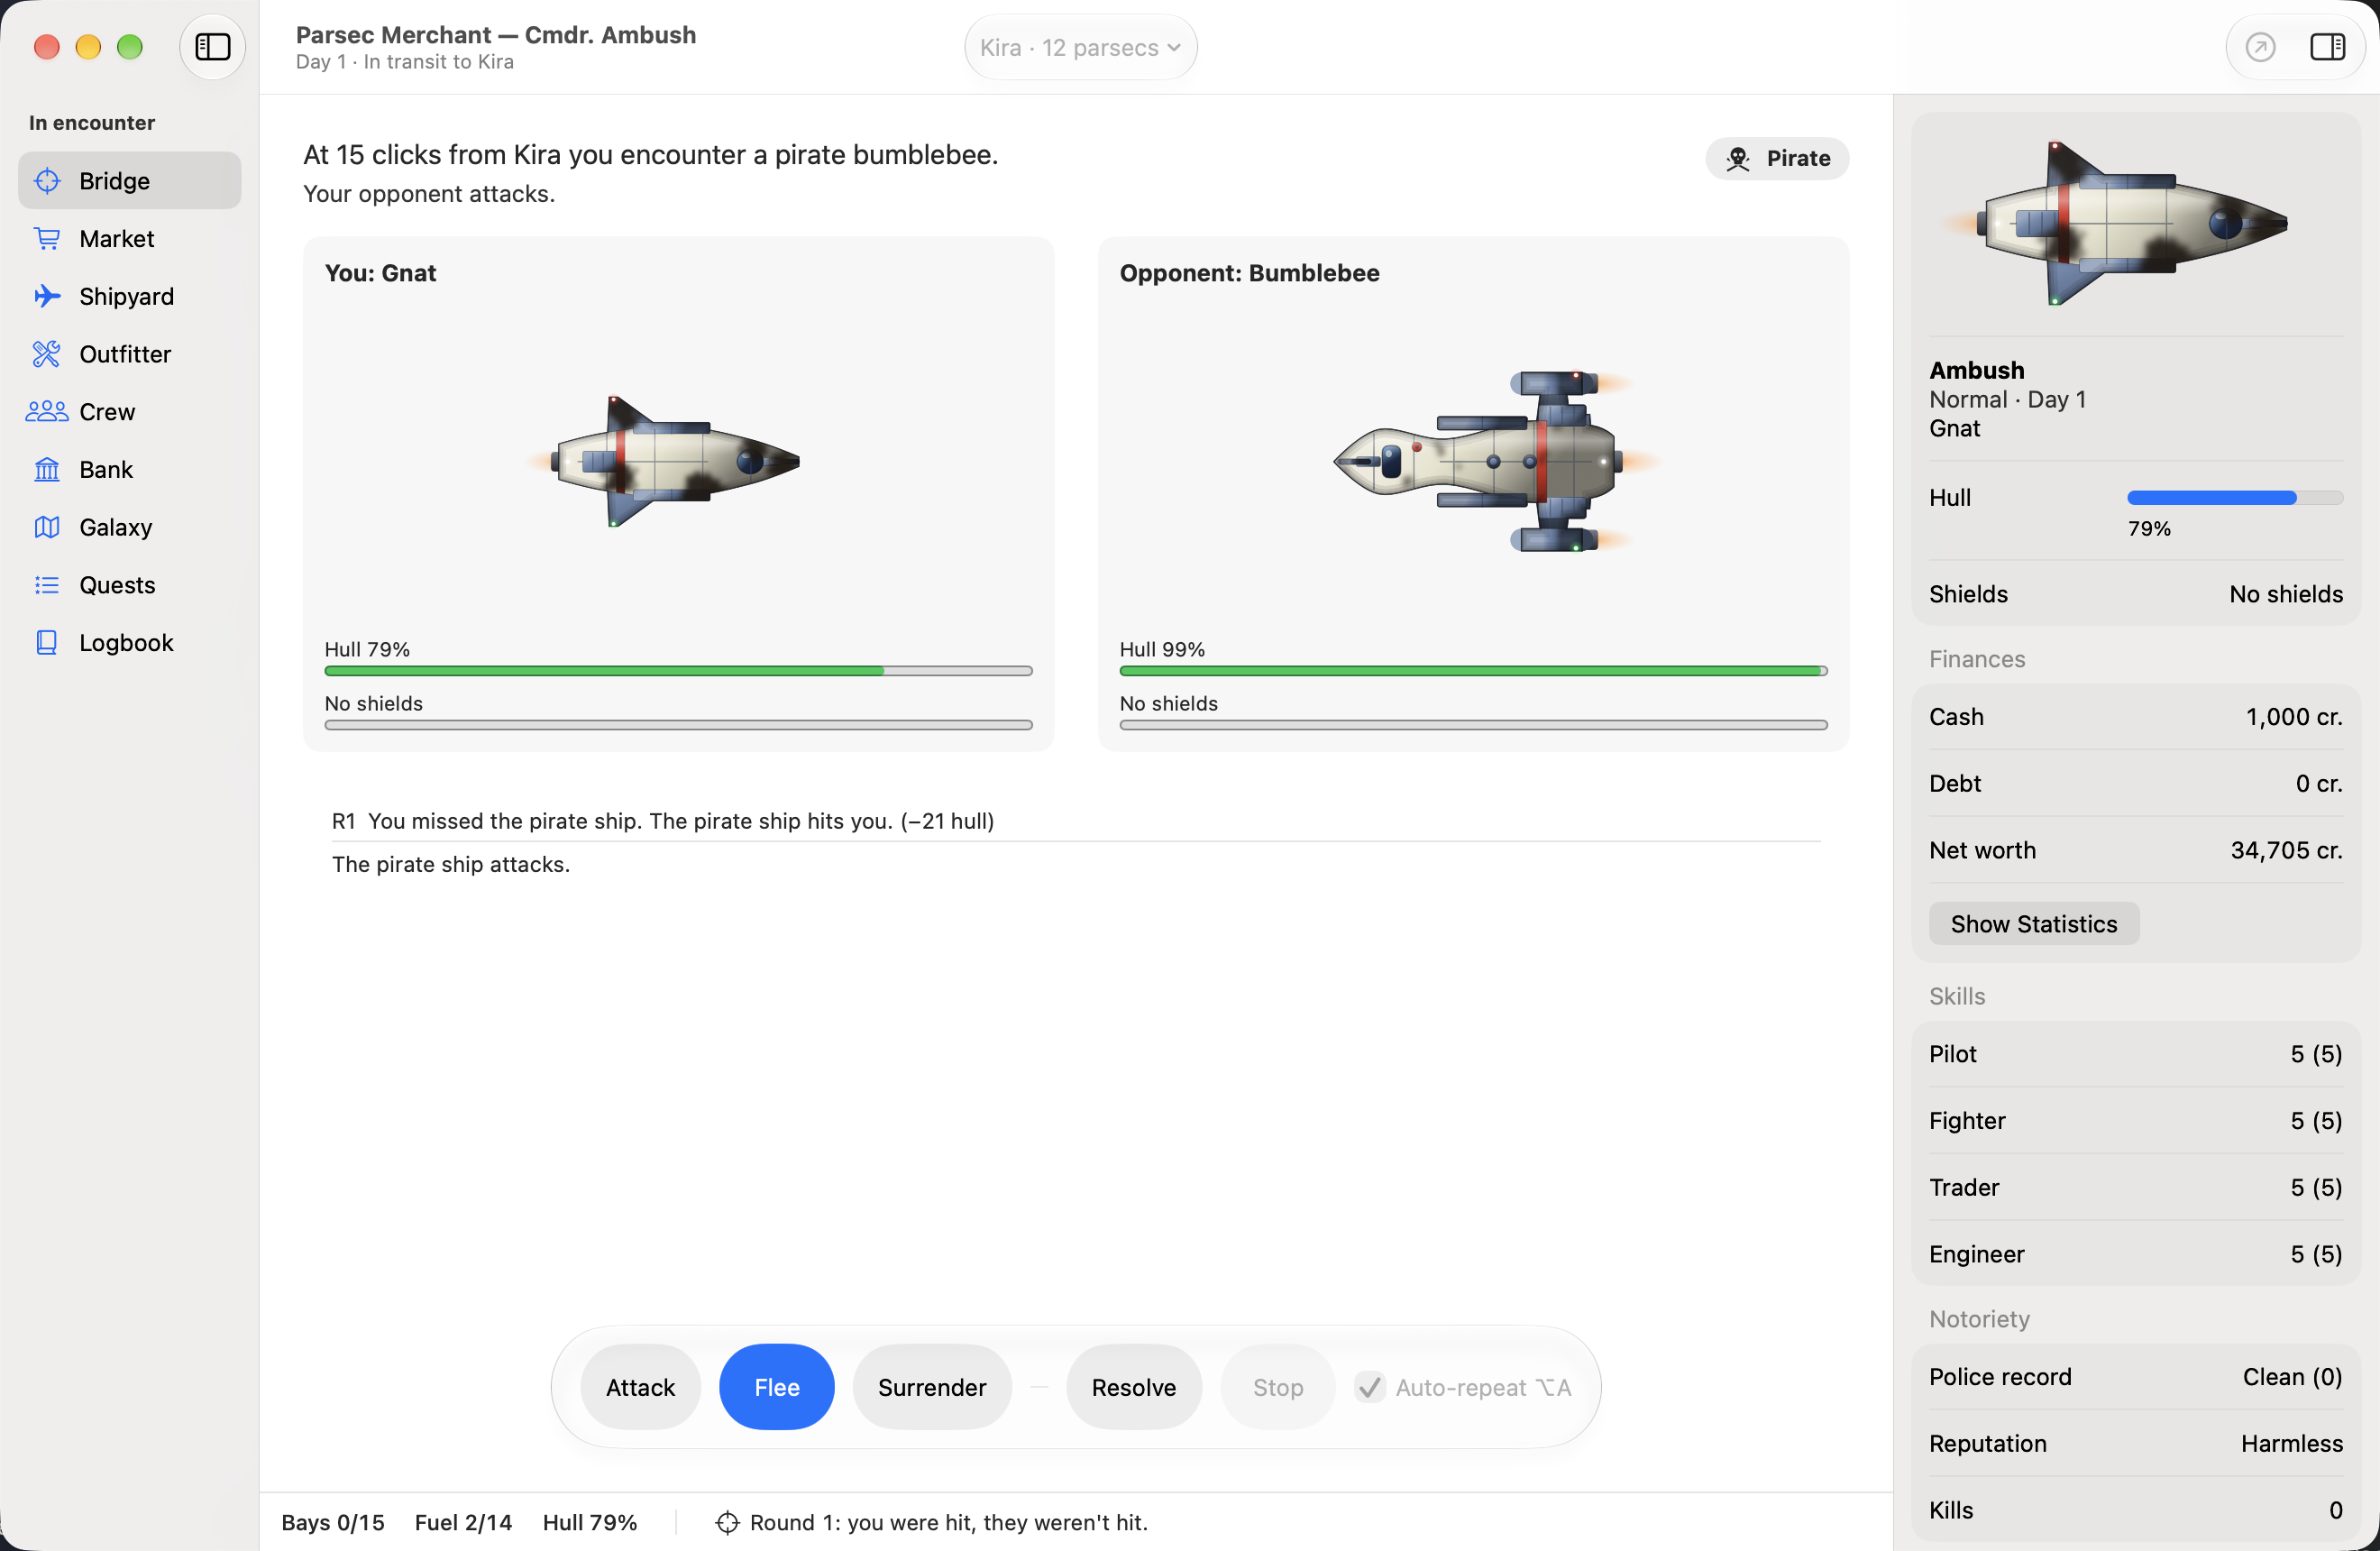 Parsec Merchant — Cmdr. Ambush
Day 1 · In transit to Kira
Kira · 12 parsecs
In encounter
Bridge
Market
Shipyard
Outfitter
Crew
Bank
Galaxy
Quests
Logbook
At 15 clicks from Kira you encounter a pirate bumblebee.
Your opponent attacks.
Pirate
You: Gnat
Hull 79%
No shields
Opponent: Bumblebee
Hull 99%
No shields
R1 You missed the pirate ship. The pirate ship hits you. (−21 hull)
The pirate ship attacks.
Attack
Flee
Surrender
Resolve
Stop
Auto-repeat ⌥A
Bays 0/15
Fuel 2/14
Hull 79%
Round 1: you were hit, they weren't hit.
Ambush
Normal · Day 1
Gnat
Hull
79%
Shields No shields
Finances
Cash 1,000 cr.
Debt 0 cr.
Net worth 34,705 cr.
Show Statistics
Skills
Pilot 5 (5)
Fighter 5 (5)
Trader 5 (5)
Engineer 5 (5)
Notoriety
Police record Clean (0)
Reputation Harmless
Kills 0